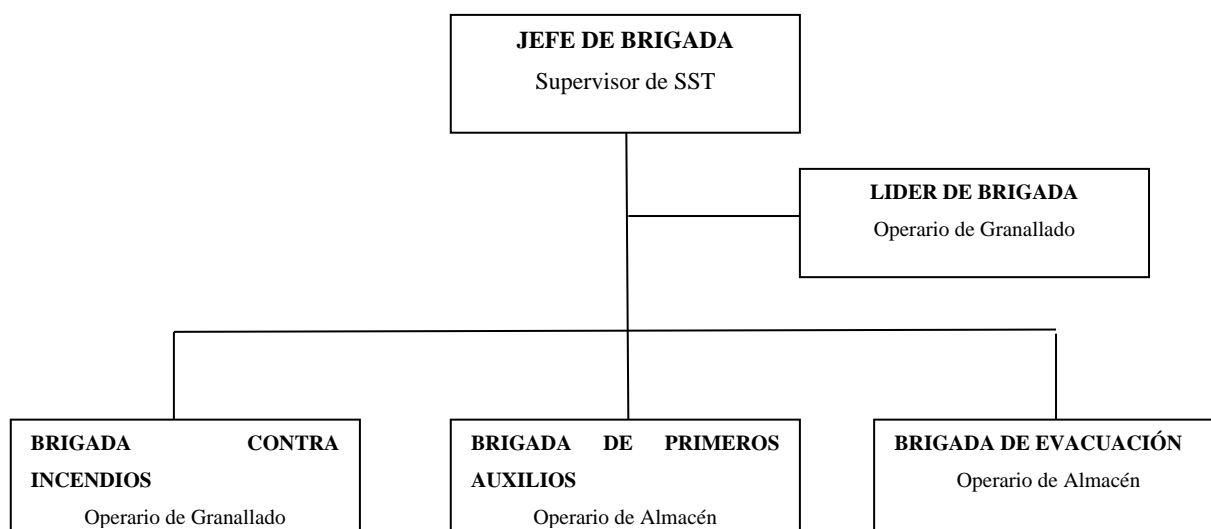 JEFE DE BRIGADA
Supervisor de SST
LIDER DE BRIGADA
Operario de Granallado
BRIGADA CONTRA
INCENDIOS
Operario de Granallado
BRIGADA DE PRIMEROS
AUXILIOS
Operario de Almacén
BRIGADA DE EVACUACIÓN
Operario de Almacén